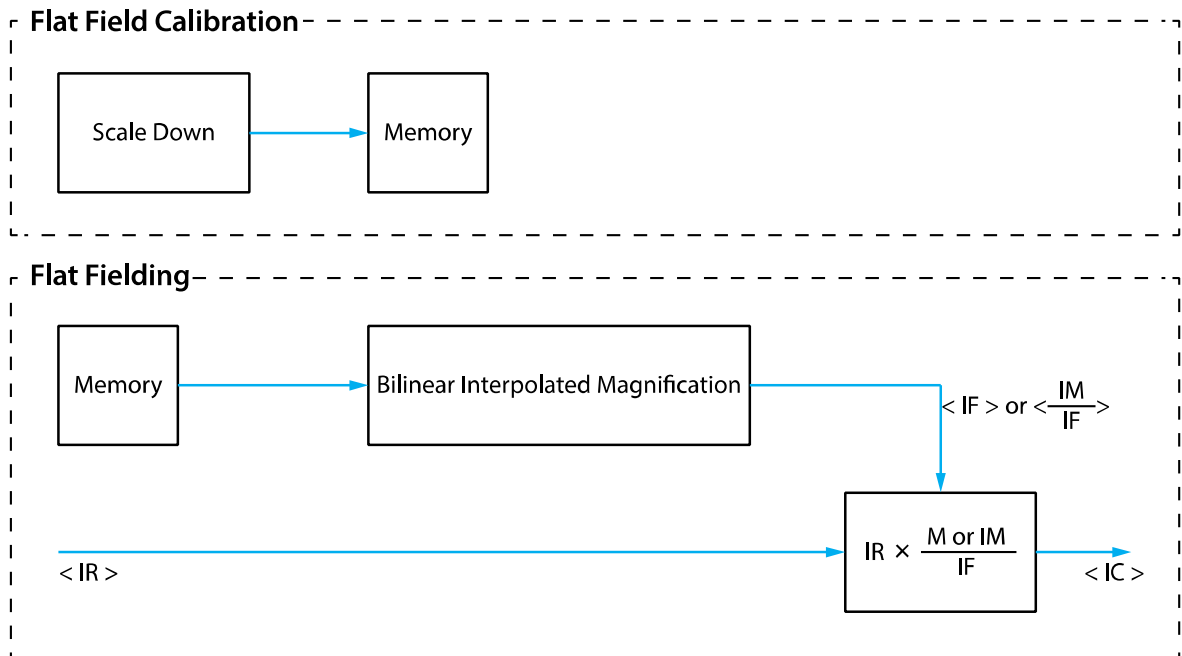 Flat Field Calibration
Scale Down
Memory
Flat Fielding
Memory
Bilinear Interpolated Magnification
< IF > or < IM / IF >
IR × M or IM / IF
< IR >
< IC >